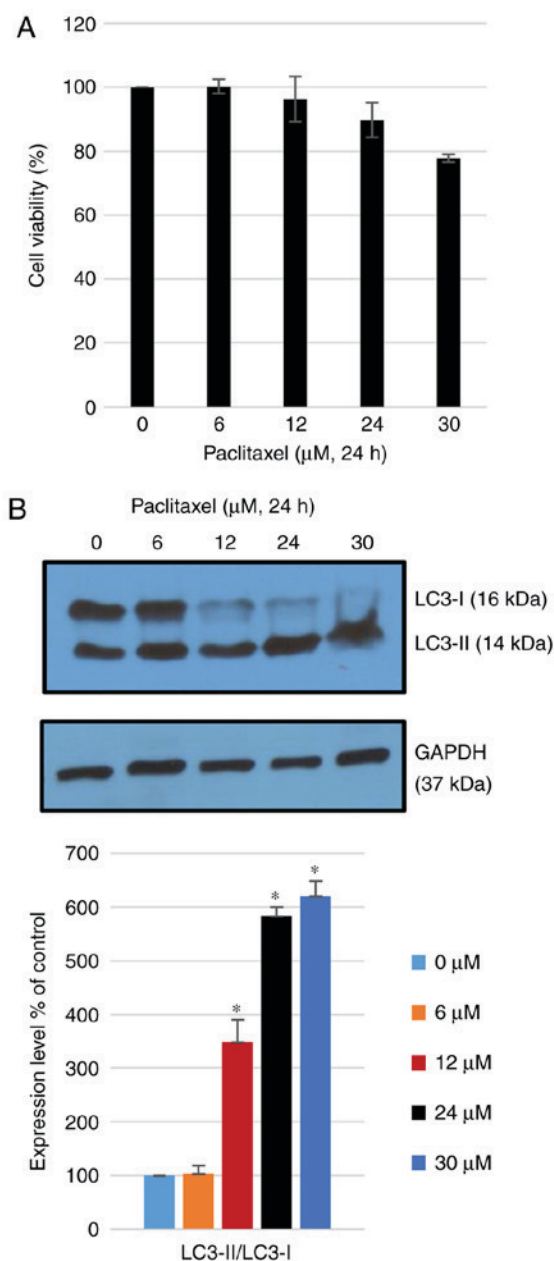 A
120
100
80
60
40
20
0
Cell viability (%)
0 6 12 24 30
Paclitaxel (μM, 24 h)
B
Paclitaxel (μM, 24 h)
0 6 12 24 30
LC3-I (16 kDa)
LC3-II (14 kDa)
GAPDH
(37 kDa)
700
600
500
400
300
200
100
0
Expression level % of control
*
*
*
LC3-II/LC3-I
0 μM
6 μM
12 μM
24 μM
30 μM